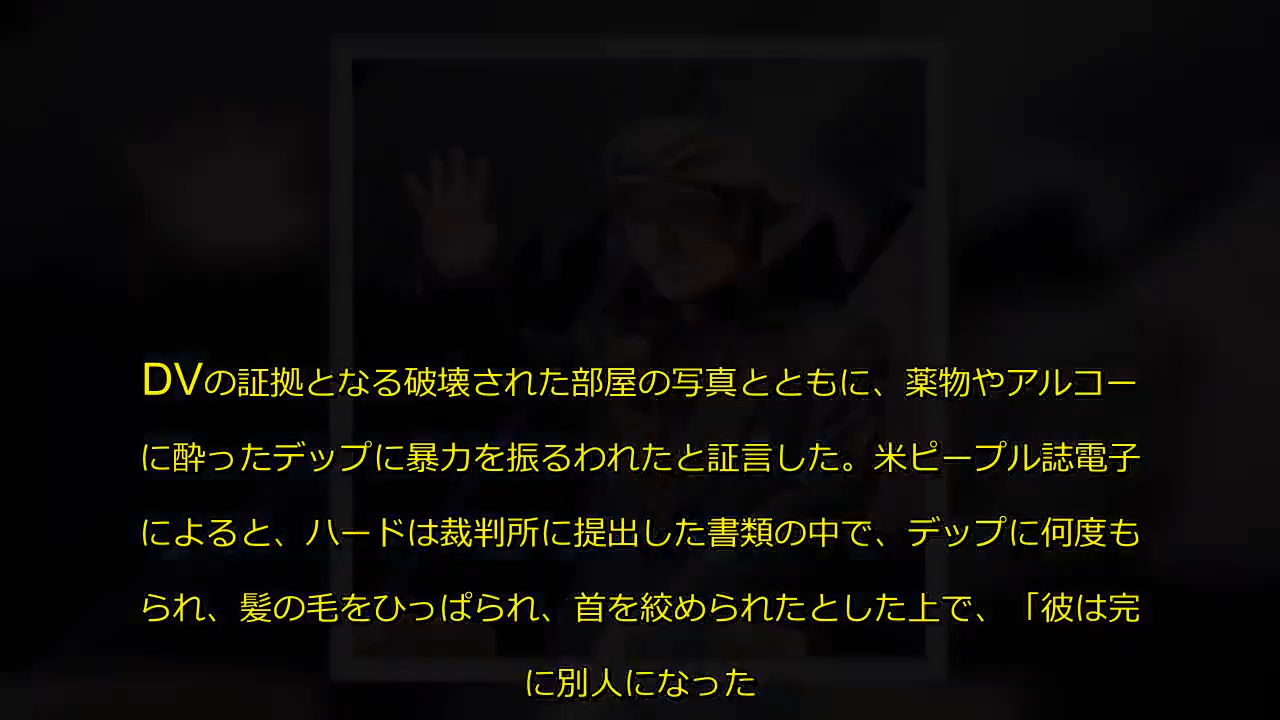 DVの証拠となる破壊された部屋の写真とともに、薬物やアルコー
に酔ったデップに暴力を振るわれたと証言した。米ピープル誌電子
によると、ハードは裁判所に提出した書類の中で、デップに何度も
られ、髪の毛をひっぱられ、首を絞められたとした上で、「彼は完
に別人になった